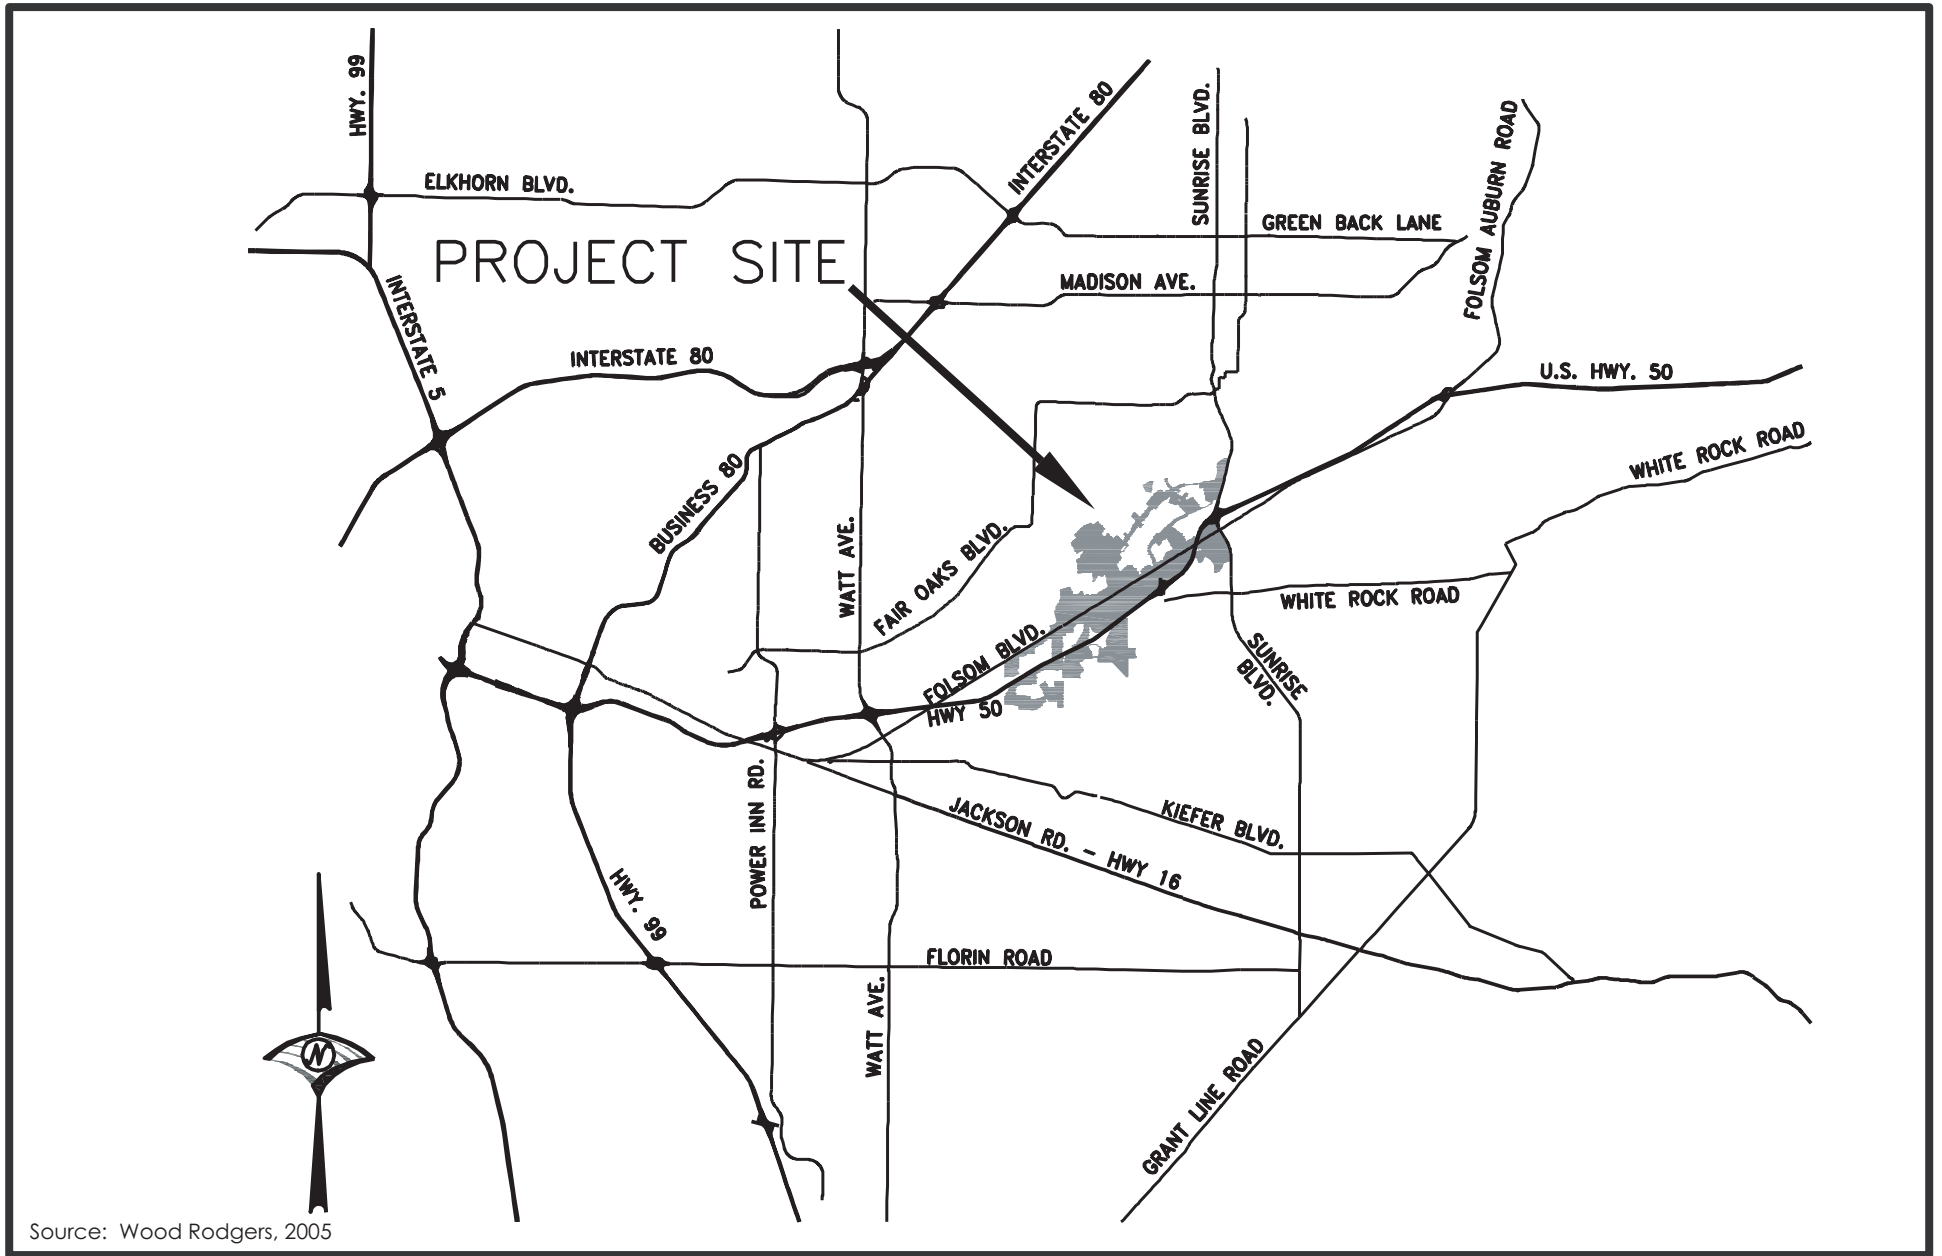 HWY. 99
INTERSTATE 80
SUNRISE BLVD.
FOLSOM AUBURN ROAD
ELKHORN BLVD.
GREEN BACK LANE
PROJECT SITE
MADISON AVE.
INTERSTATE 5
INTERSTATE 80
U.S. HWY. 50
WHITE ROCK ROAD
BUSINESS 80
WATT AVE.
FAIR OAKS BLVD.
WHITE ROCK ROAD
FOLSOM BLVD.
HWY 50
SUNRISE
BLVD.
POWER INN RD.
JACKSON RD. - HWY 16
KIEFER BLVD.
HWY. 99
FLORIN ROAD
WATT AVE.
GRANT LINE ROAD
N
Source: Wood Rodgers, 2005